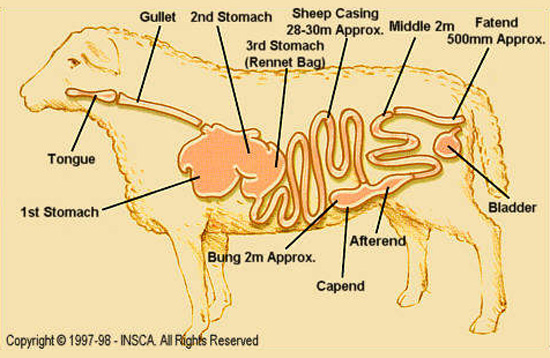 Gullet
2nd Stomach
Sheep Casing
28-30m Approx.
Middle 2m
Fatend
500mm Approx.
3rd Stomach
(Rennet Bag)
Tongue
1st Stomach
Bladder
Afterend
Bung 2m Approx.
Capend
Copyright © 1997-98 - INSCA. All Rights Reserved